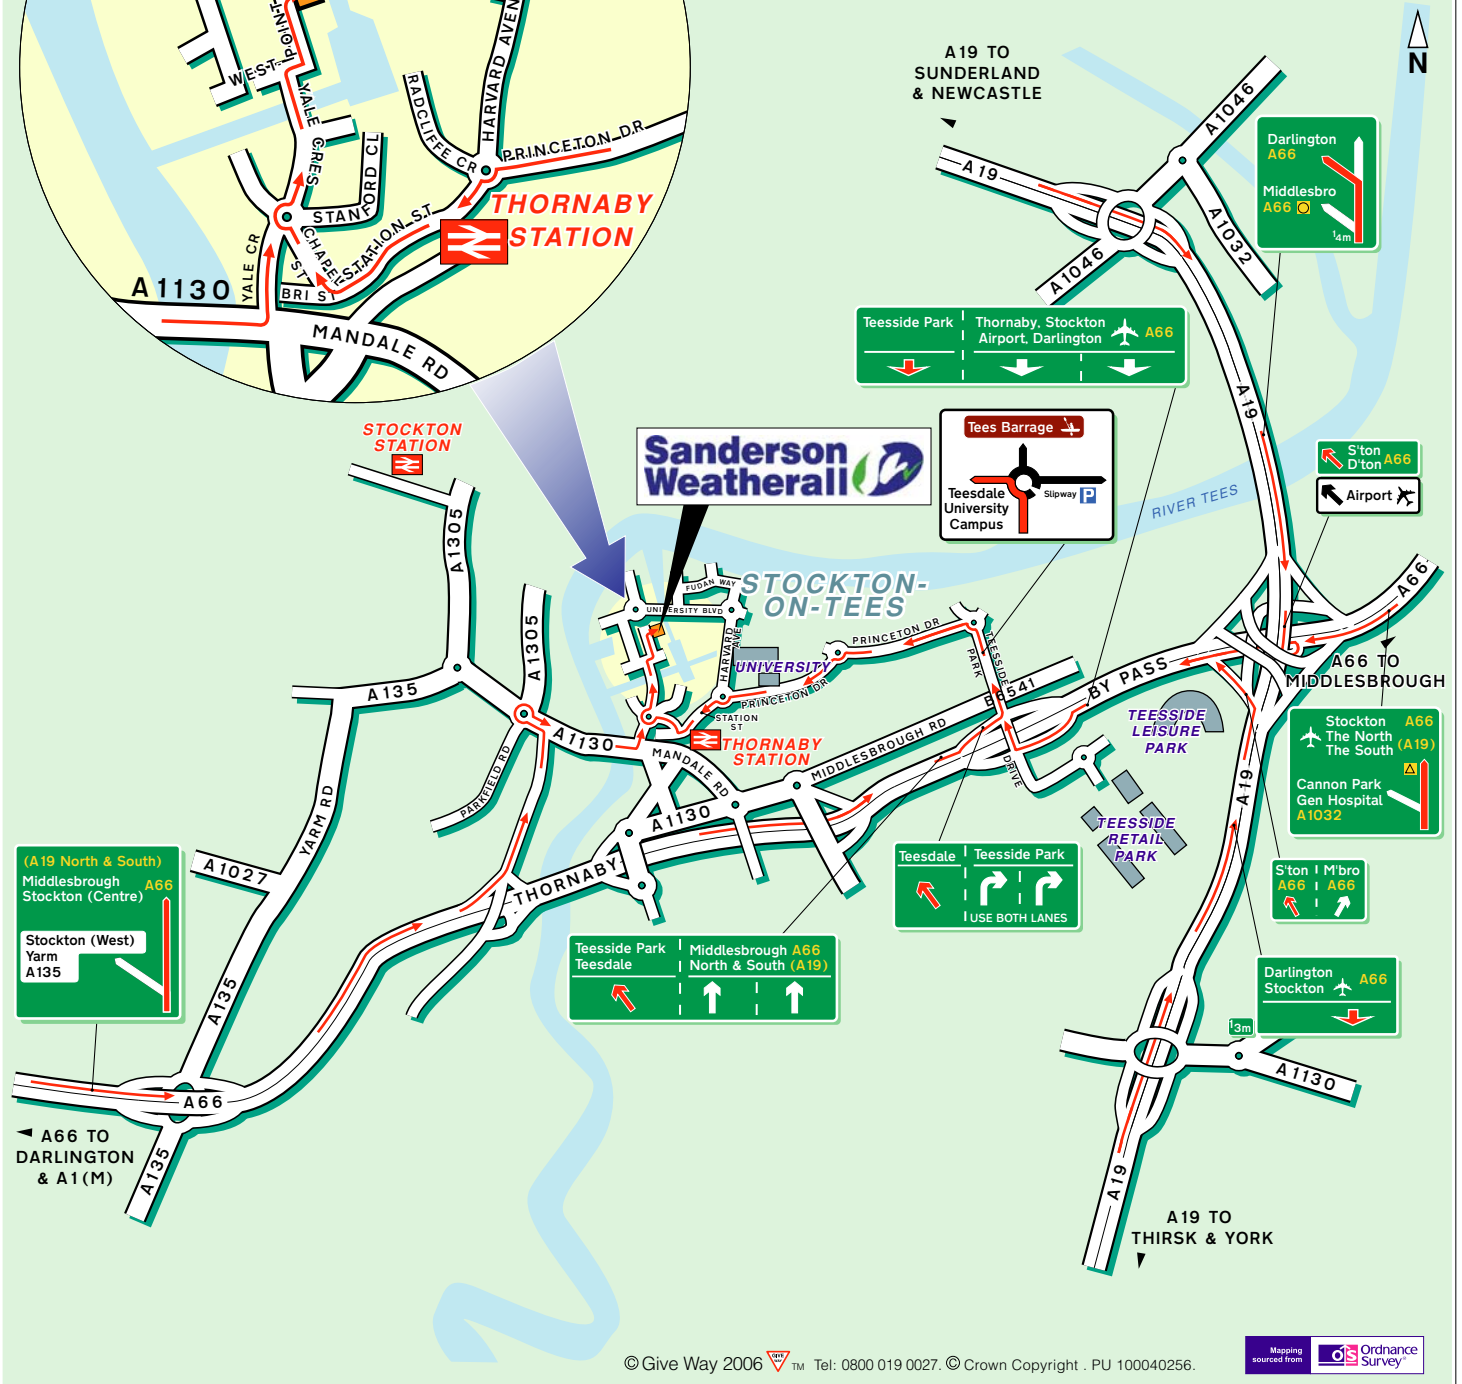 POINT
WEST
YALE CRES
RADCLIFFE CR
HARVARD AVEN
PRINCETON DR
STANFORD CL
STATION ST
CHAPEL ST
YALE CR
BRI ST
A1130
MANDALE RD
THORNABY
STATION
A19 TO
SUNDERLAND
& NEWCASTLE
N
A1046
A19
A1032
A1046
Darlington
A66
Middlesbro
A66
1/4m
Teesside Park
Thornaby, Stockton
Airport, Darlington
A66
A19
STOCKTON
STATION
Sanderson
Weatherall
Tees Barrage
Teesdale
University
Campus
Slipway P
S'ton
D'ton A66
Airport
RIVER TEES
A1305
A1305
FUDAN WAY
UNIVERSITY BLVD
HARVARD AVE
STOCKTON-
ON-TEES
UNIVERSITY
PRINCETON DR
PRINCETON DR
TEESSIDE PARK
DRIVE
STATION
ST
THORNABY
STATION
A66
A66 TO
MIDDLESBROUGH
BY PASS
B6541
MIDDLESBROUGH RD
TEESSIDE
LEISURE
PARK
A135
A1130
MANDALE RD
PARKFIELD RD
YARM RD
A1130
THORNABY
A19
Stockton A66
The North
The South (A19)
Cannon Park
Gen Hospital
A1032
TEESSIDE
RETAIL
PARK
Teesdale
Teesside Park
USE BOTH LANES
S'ton M'bro
A66 A66
(A19 North & South)
Middlesbrough
Stockton (Centre)
A66
Stockton (West)
Yarm
A135
A1027
A135
Teesside Park
Teesdale
Middlesbrough A66
North & South (A19)
Darlington
Stockton
A66
1/3m
A1130
A66
A66 TO
DARLINGTON
& A1(M)
A135
A19
A19 TO
THIRSK & YORK
© Give Way 2006 GIVE WAY TM Tel: 0800 019 0027. © Crown Copyright . PU 100040256.
Mapping
sourced from
OS Ordnance
Survey®